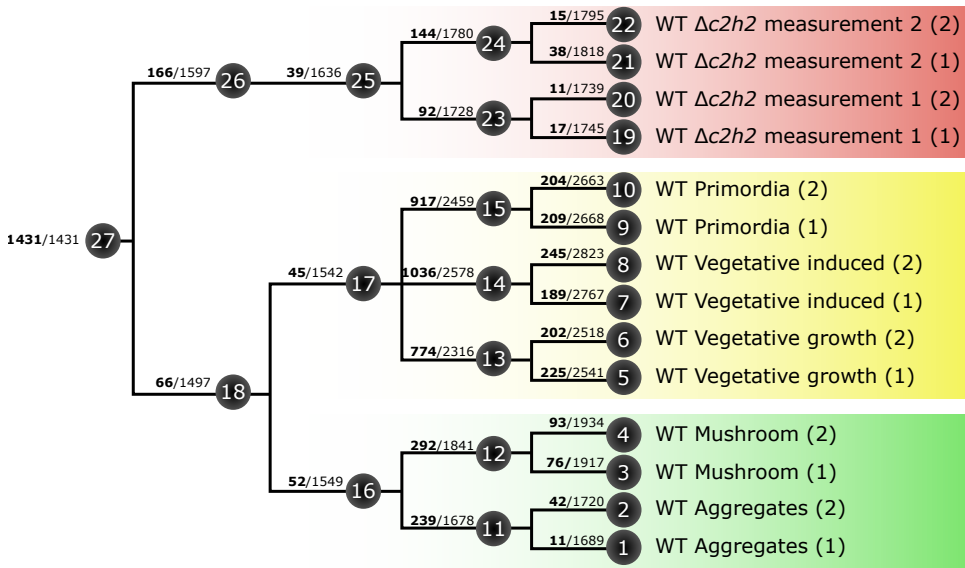 15/1795 22 WT Δc2h2 measurement 2 (2)
144/1780 24
38/1818 21 WT Δc2h2 measurement 2 (1)
166/1597 26 39/1636 25
11/1739 20 WT Δc2h2 measurement 1 (2)
92/1728 23
17/1745 19 WT Δc2h2 measurement 1 (1)
204/2663 10 WT Primordia (2)
917/2459 15
209/2668 9 WT Primordia (1)
1431/1431 27
245/2823 8 WT Vegetative induced (2)
45/1542 17 1036/2578 14
189/2767 7 WT Vegetative induced (1)
202/2518 6 WT Vegetative growth (2)
774/2316 13
225/2541 5 WT Vegetative growth (1)
66/1497 18
93/1934 4 WT Mushroom (2)
292/1841 12
76/1917 3 WT Mushroom (1)
52/1549 16
42/1720 2 WT Aggregates (2)
239/1678 11
11/1689 1 WT Aggregates (1)